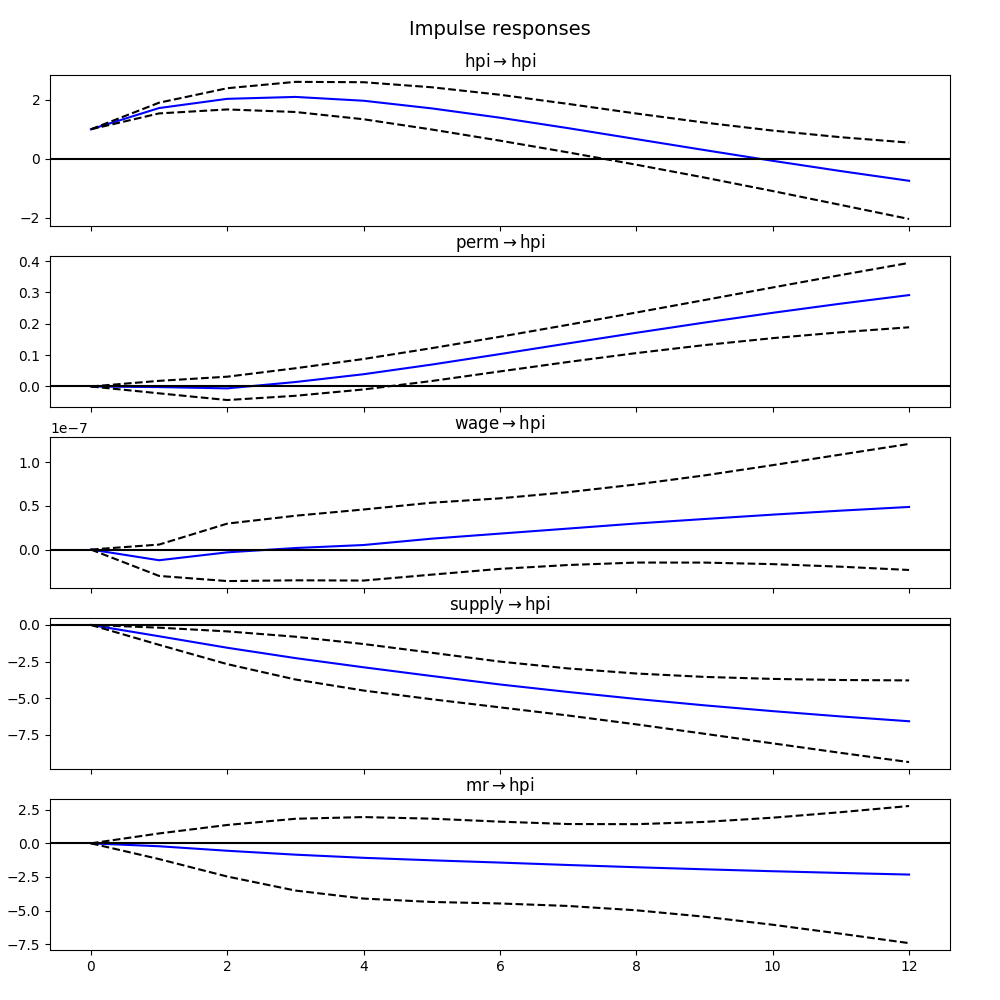 Impulse responses
hpi → hpi
2
0
−2
perm → hpi
0.4
0.3
0.2
0.1
0.0
wage → hpi
1e−7
1.0
0.5
0.0
supply → hpi
0.0
−2.5
−5.0
−7.5
mr → hpi
2.5
0.0
−2.5
−5.0
−7.5
0 2 4 6 8 10 12